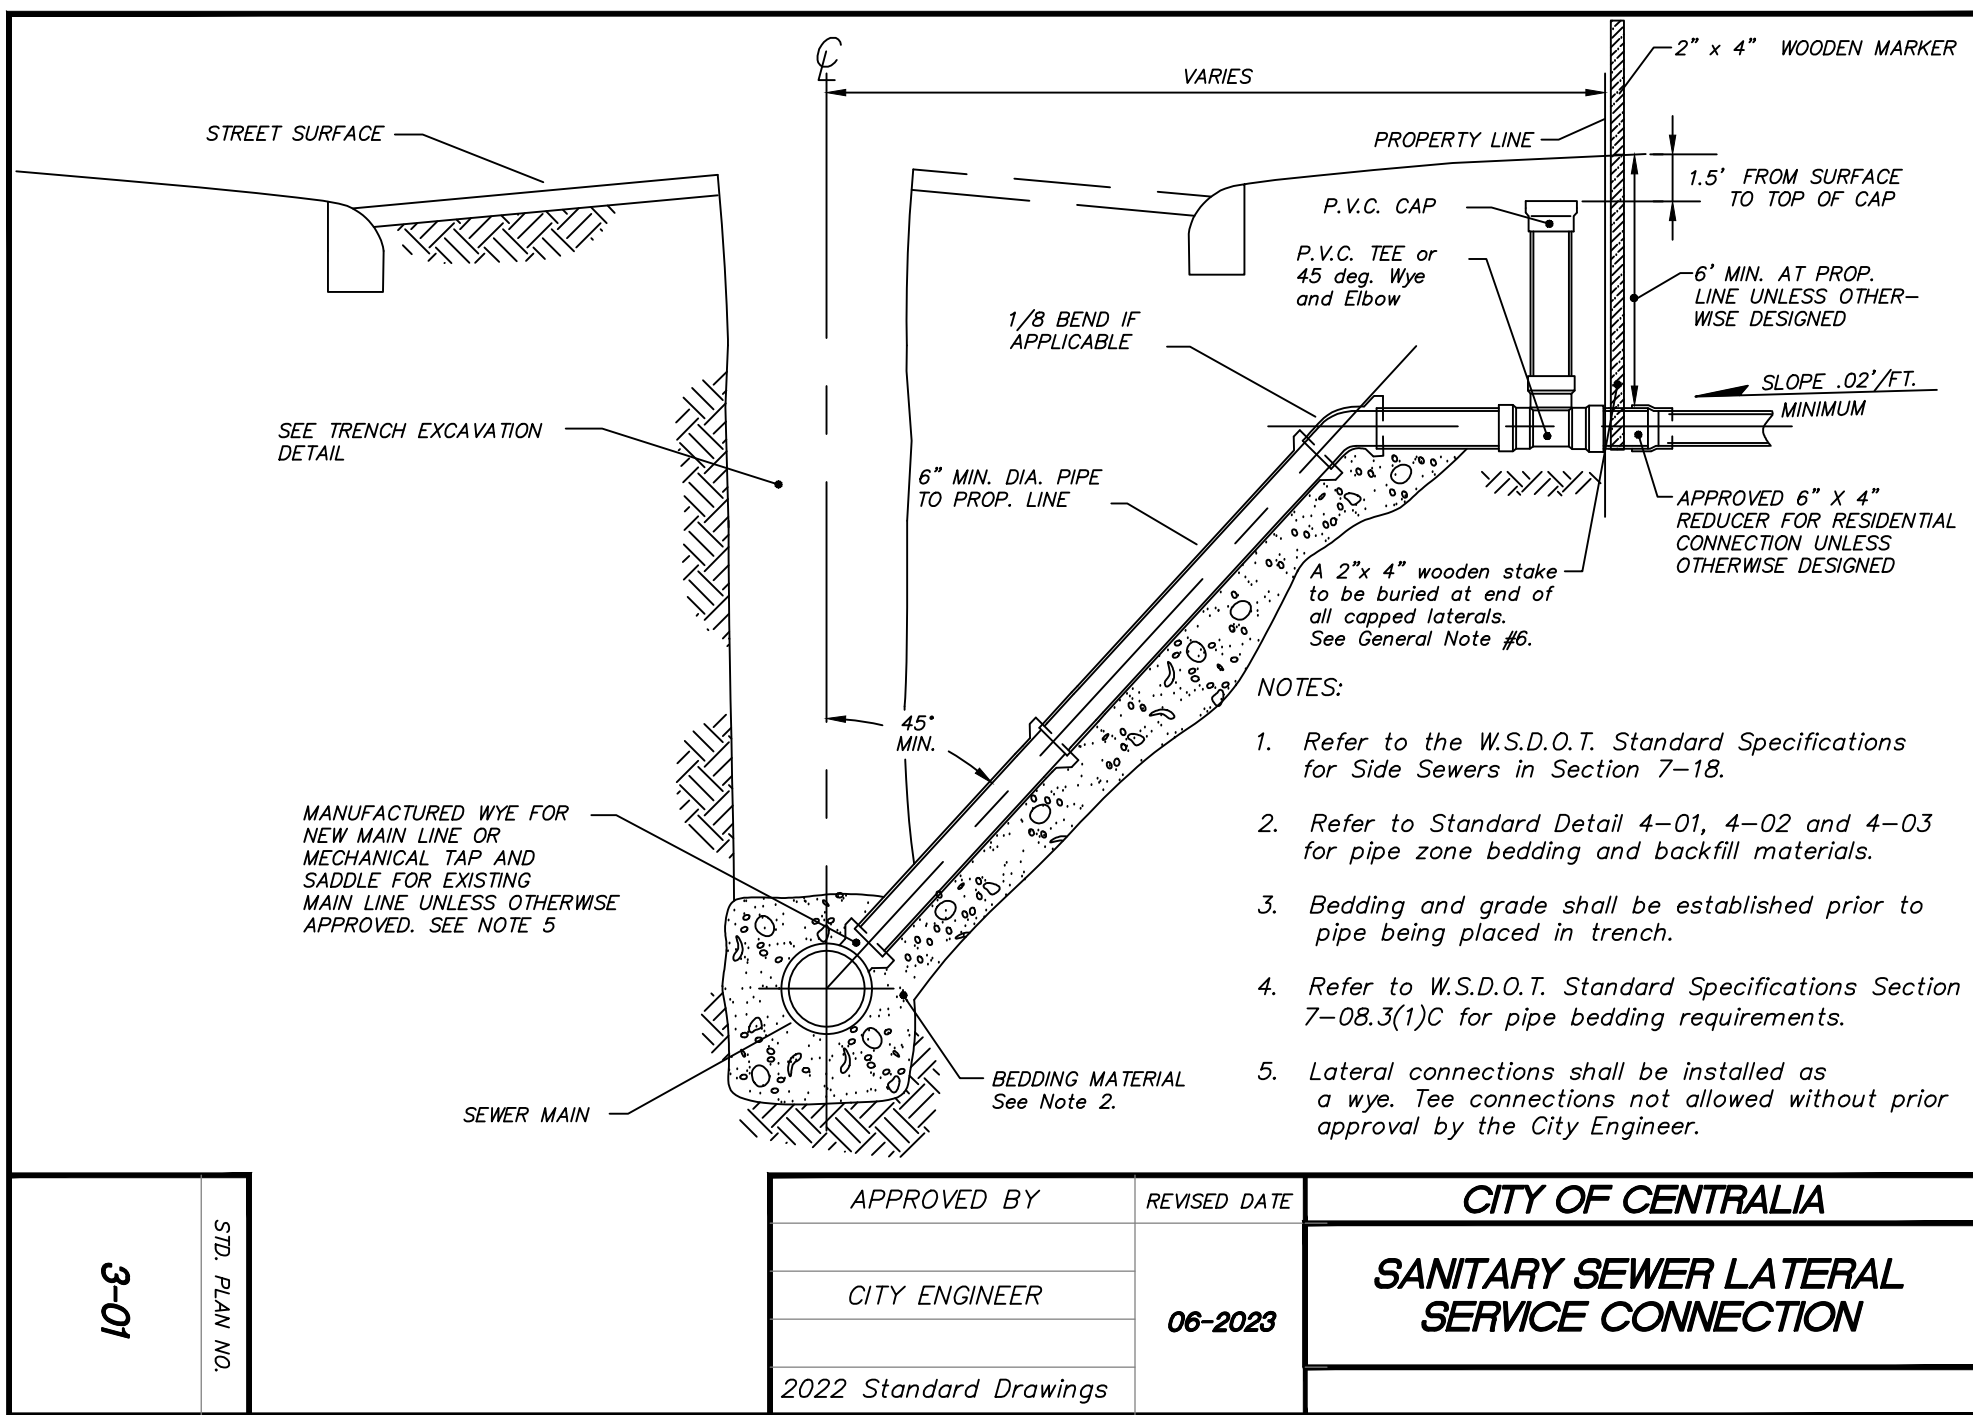 ℄
VARIES
2" x 4" WOODEN MARKER
STREET SURFACE
PROPERTY LINE
1.5' FROM SURFACE
TO TOP OF CAP
P.V.C. CAP
P.V.C. TEE or
45 deg. Wye
and Elbow
6' MIN. AT PROP.
LINE UNLESS OTHER-
WISE DESIGNED
1/8 BEND IF
APPLICABLE
SLOPE .02'/FT.
MINIMUM
SEE TRENCH EXCAVATION
DETAIL
6" MIN. DIA. PIPE
TO PROP. LINE
APPROVED 6" X 4"
REDUCER FOR RESIDENTIAL
CONNECTION UNLESS
OTHERWISE DESIGNED
A 2"x 4" wooden stake
to be buried at end of
all capped laterals.
See General Note #6.
45°
MIN.
MANUFACTURED WYE FOR
NEW MAIN LINE OR
MECHANICAL TAP AND
SADDLE FOR EXISTING
MAIN LINE UNLESS OTHERWISE
APPROVED. SEE NOTE 5
BEDDING MATERIAL
See Note 2.
SEWER MAIN
NOTES:
1. Refer to the W.S.D.O.T. Standard Specifications
for Side Sewers in Section 7-18.
2. Refer to Standard Detail 4-01, 4-02 and 4-03
for pipe zone bedding and backfill materials.
3. Bedding and grade shall be established prior to
pipe being placed in trench.
4. Refer to W.S.D.O.T. Standard Specifications Section
7-08.3(1)C for pipe bedding requirements.
5. Lateral connections shall be installed as
a wye. Tee connections not allowed without prior
approval by the City Engineer.
STD. PLAN NO.
3-01
APPROVED BY
CITY ENGINEER
2022 Standard Drawings
REVISED DATE
06-2023
CITY OF CENTRALIA
SANITARY SEWER LATERAL
SERVICE CONNECTION